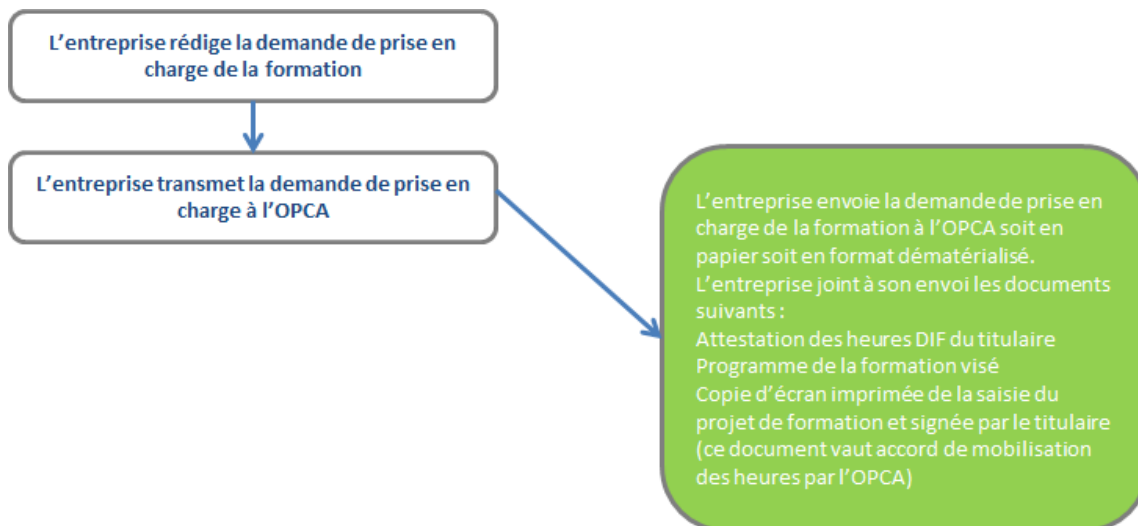 L'entreprise rédige la demande de prise en
charge de la formation
L'entreprise transmet la demande de prise en
charge à l'OPCA
L'entreprise envoie la demande de prise en
charge de la formation à l'OPCA soit en
papier soit en format dématérialisé.
L'entreprise joint à son envoi les documents
suivants :
Attestation des heures DIF du titulaire
Programme de la formation visé
Copie d'écran imprimée de la saisie du
projet de formation et signée par le titulaire
(ce document vaut accord de mobilisation
des heures par l'OPCA)